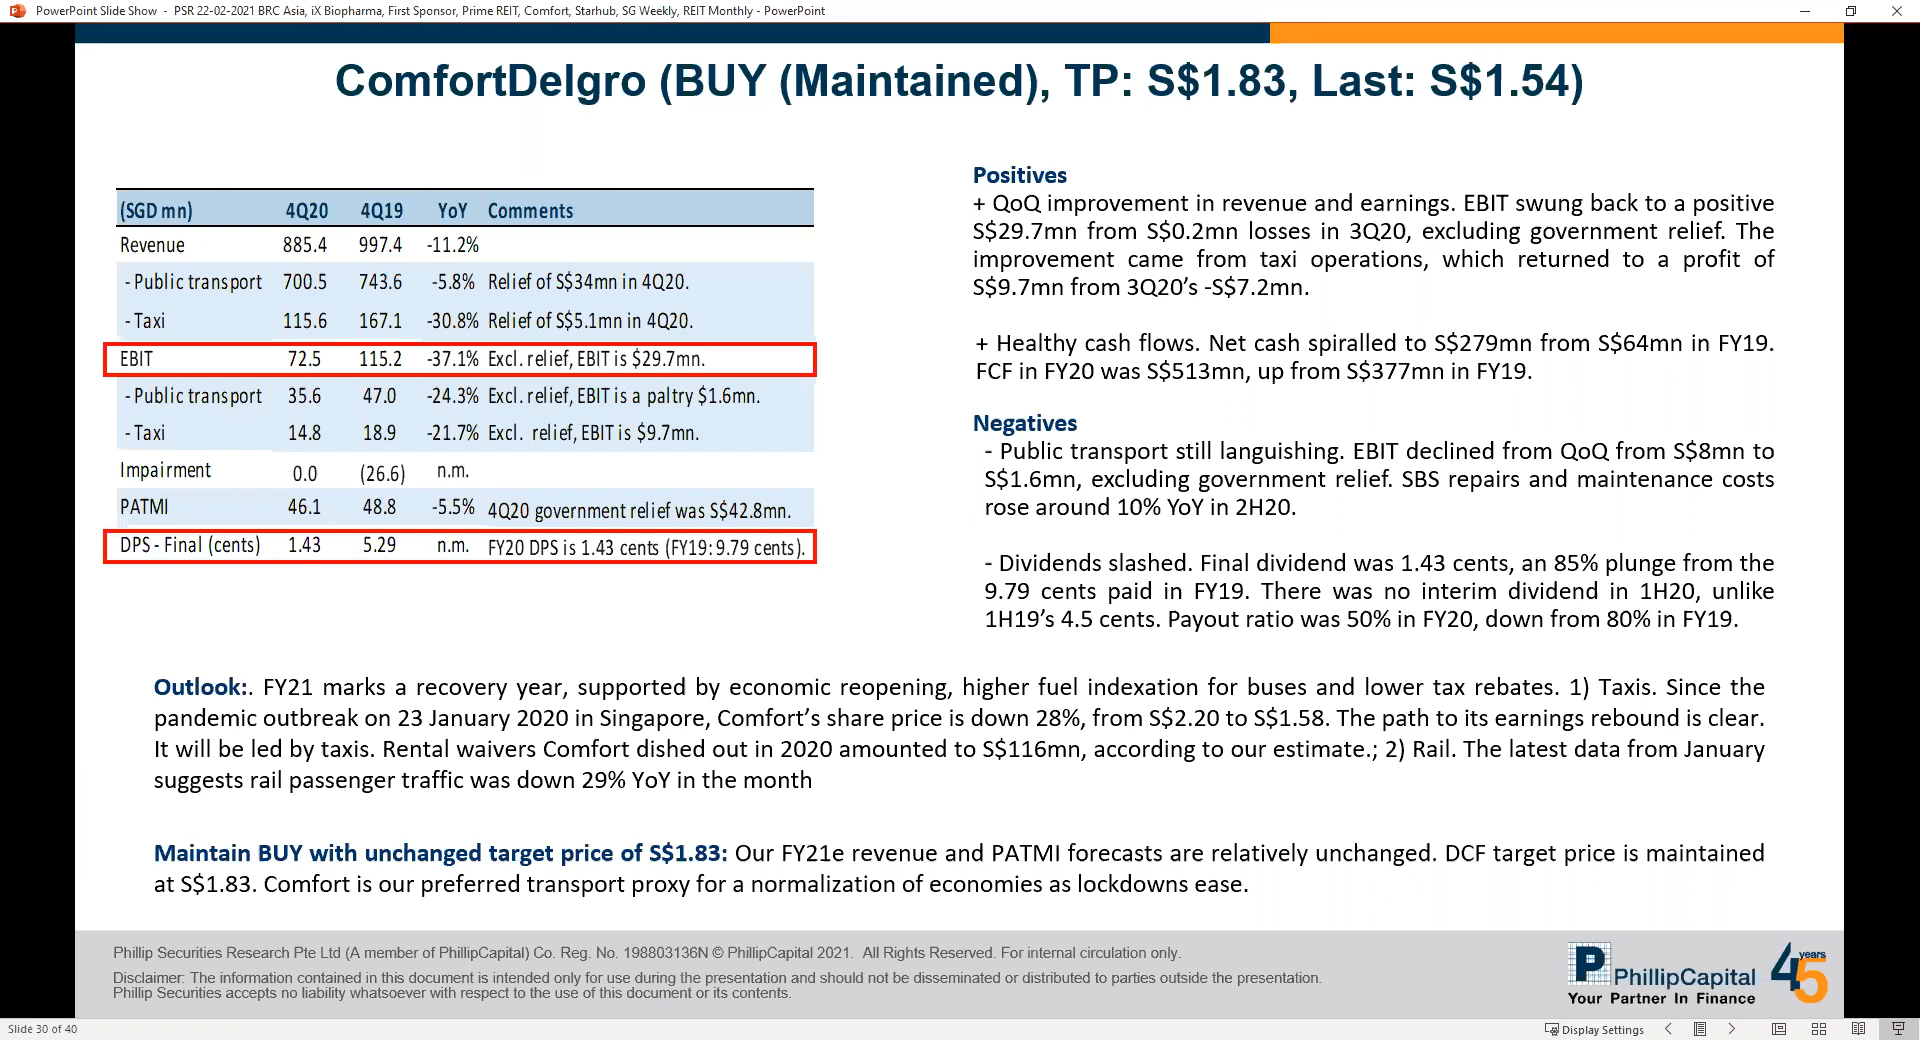 PowerPoint Slide Show - PSR 22-02-2021 BRC Asia, iX Biopharma, First Sponsor, Prime REIT, Comfort, Starhub, SG Weekly, REIT Monthly - PowerPoint
ComfortDelgro (BUY (Maintained), TP: S$1.83, Last: S$1.54)
(SGD mn) 4Q20 4Q19 YoY Comments
Revenue 885.4 997.4 -11.2%
- Public transport 700.5 743.6 -5.8% Relief of S$34mn in 4Q20.
- Taxi 115.6 167.1 -30.8% Relief of S$5.1mn in 4Q20.
EBIT 72.5 115.2 -37.1% Excl. relief, EBIT is $29.7mn.
- Public transport 35.6 47.0 -24.3% Excl. relief, EBIT is a paltry $1.6mn.
- Taxi 14.8 18.9 -21.7% Excl. relief, EBIT is $9.7mn.
Impairment 0.0 (26.6) n.m.
PATMI 46.1 48.8 -5.5% 4Q20 government relief was S$42.8mn.
DPS - Final (cents) 1.43 5.29 n.m. FY20 DPS is 1.43 cents (FY19: 9.79 cents).
Positives
+ QoQ improvement in revenue and earnings. EBIT swung back to a positive
S$29.7mn from S$0.2mn losses in 3Q20, excluding government relief. The
improvement came from taxi operations, which returned to a profit of
S$9.7mn from 3Q20’s -S$7.2mn.
+ Healthy cash flows. Net cash spiralled to S$279mn from S$64mn in FY19.
FCF in FY20 was S$513mn, up from S$377mn in FY19.
Negatives
- Public transport still languishing. EBIT declined from QoQ from S$8mn to
S$1.6mn, excluding government relief. SBS repairs and maintenance costs
rose around 10% YoY in 2H20.
- Dividends slashed. Final dividend was 1.43 cents, an 85% plunge from the
9.79 cents paid in FY19. There was no interim dividend in 1H20, unlike
1H19’s 4.5 cents. Payout ratio was 50% in FY20, down from 80% in FY19.
Outlook:. FY21 marks a recovery year, supported by economic reopening, higher fuel indexation for buses and lower tax rebates. 1) Taxis. Since the
pandemic outbreak on 23 January 2020 in Singapore, Comfort’s share price is down 28%, from S$2.20 to S$1.58. The path to its earnings rebound is clear.
It will be led by taxis. Rental waivers Comfort dished out in 2020 amounted to S$116mn, according to our estimate.; 2) Rail. The latest data from January
suggests rail passenger traffic was down 29% YoY in the month
Maintain BUY with unchanged target price of S$1.83: Our FY21e revenue and PATMI forecasts are relatively unchanged. DCF target price is maintained
at S$1.83. Comfort is our preferred transport proxy for a normalization of economies as lockdowns ease.
Phillip Securities Research Pte Ltd (A member of PhillipCapital) Co. Reg. No. 198803136N © PhillipCapital 2021. All Rights Reserved. For internal circulation only.
Disclaimer: The information contained in this document is intended only for use during the presentation and should not be disseminated or distributed to parties outside the presentation.
Phillip Securities accepts no liability whatsoever with respect to the use of this document or its contents.
P PhillipCapital
Your Partner In Finance
45 years
Slide 30 of 40
Display Settings